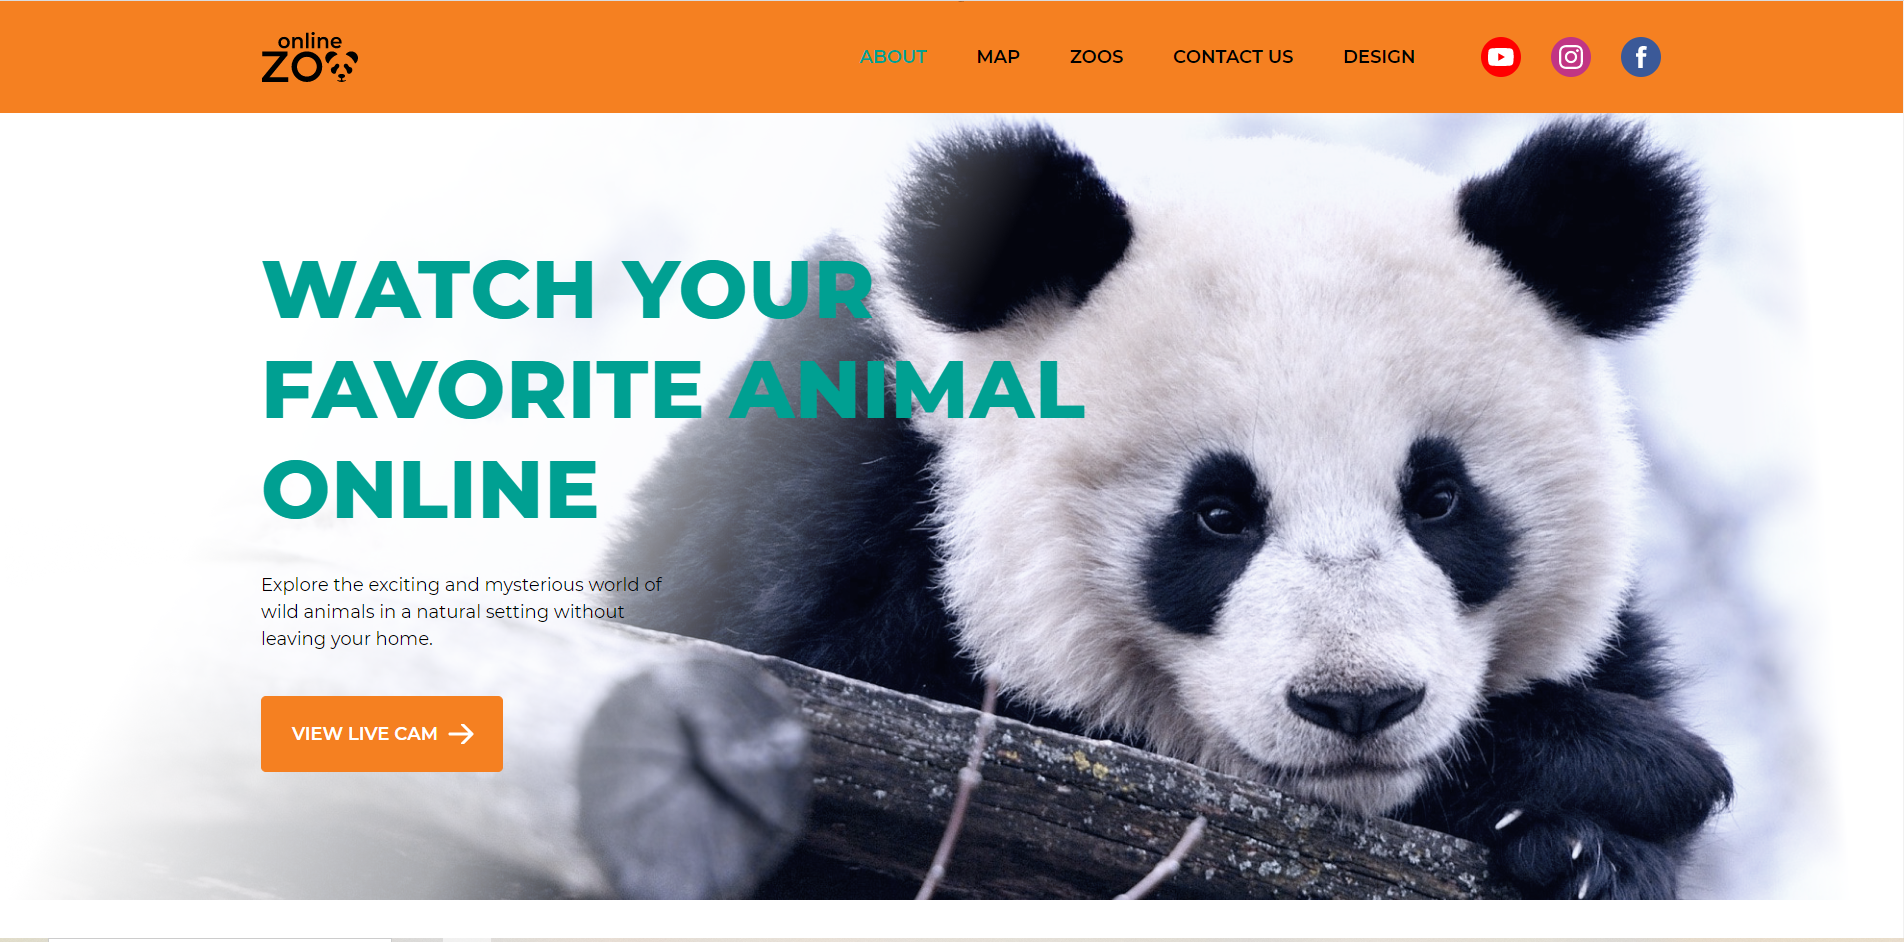 online
ZOO
ABOUT MAP ZOOS CONTACT US DESIGN
WATCH YOUR
FAVORITE ANIMAL
ONLINE
Explore the exciting and mysterious world of
wild animals in a natural setting without
leaving your home.
VIEW LIVE CAM